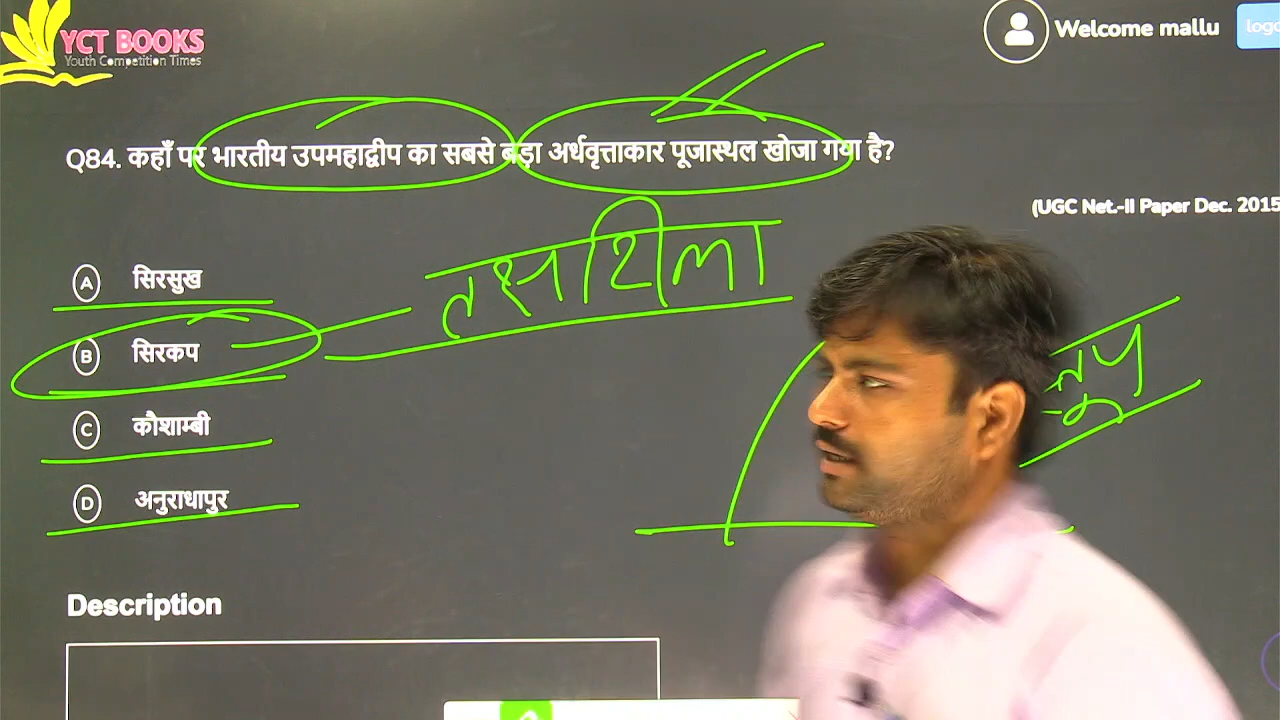 YCT BOOKS
Youth Competition Times
Welcome mallu
Q84. कहाँ पर भारतीय उपमहाद्वीप का सबसे बड़ा अर्धवृत्ताकार पूजास्थल खोजा गया है?
(UGC Net.-II Paper Dec. 2015
A सिरसुख
B सिरकप
तक्षशिला
C कौशाम्बी
D अनुराधापुर
Description